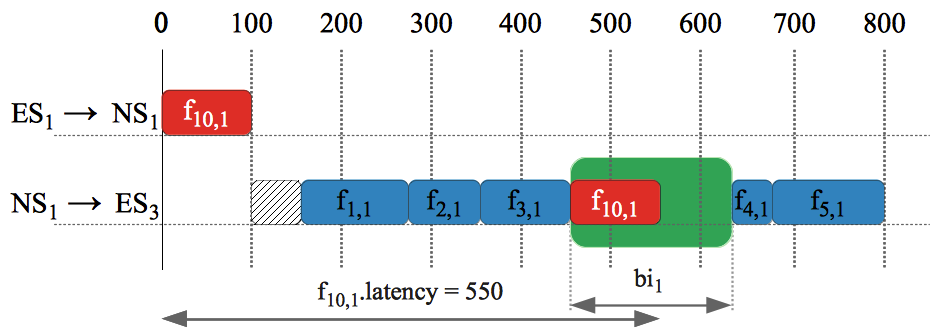 0 100 200 300 400 500 600 700 800
ES₁ → NS₁ f₁₀,₁
NS₁ → ES₃ f₁,₁ f₂,₁ f₃,₁ f₁₀,₁ f₄,₁ f₅,₁
f₁₀,₁.latency = 550 bi₁